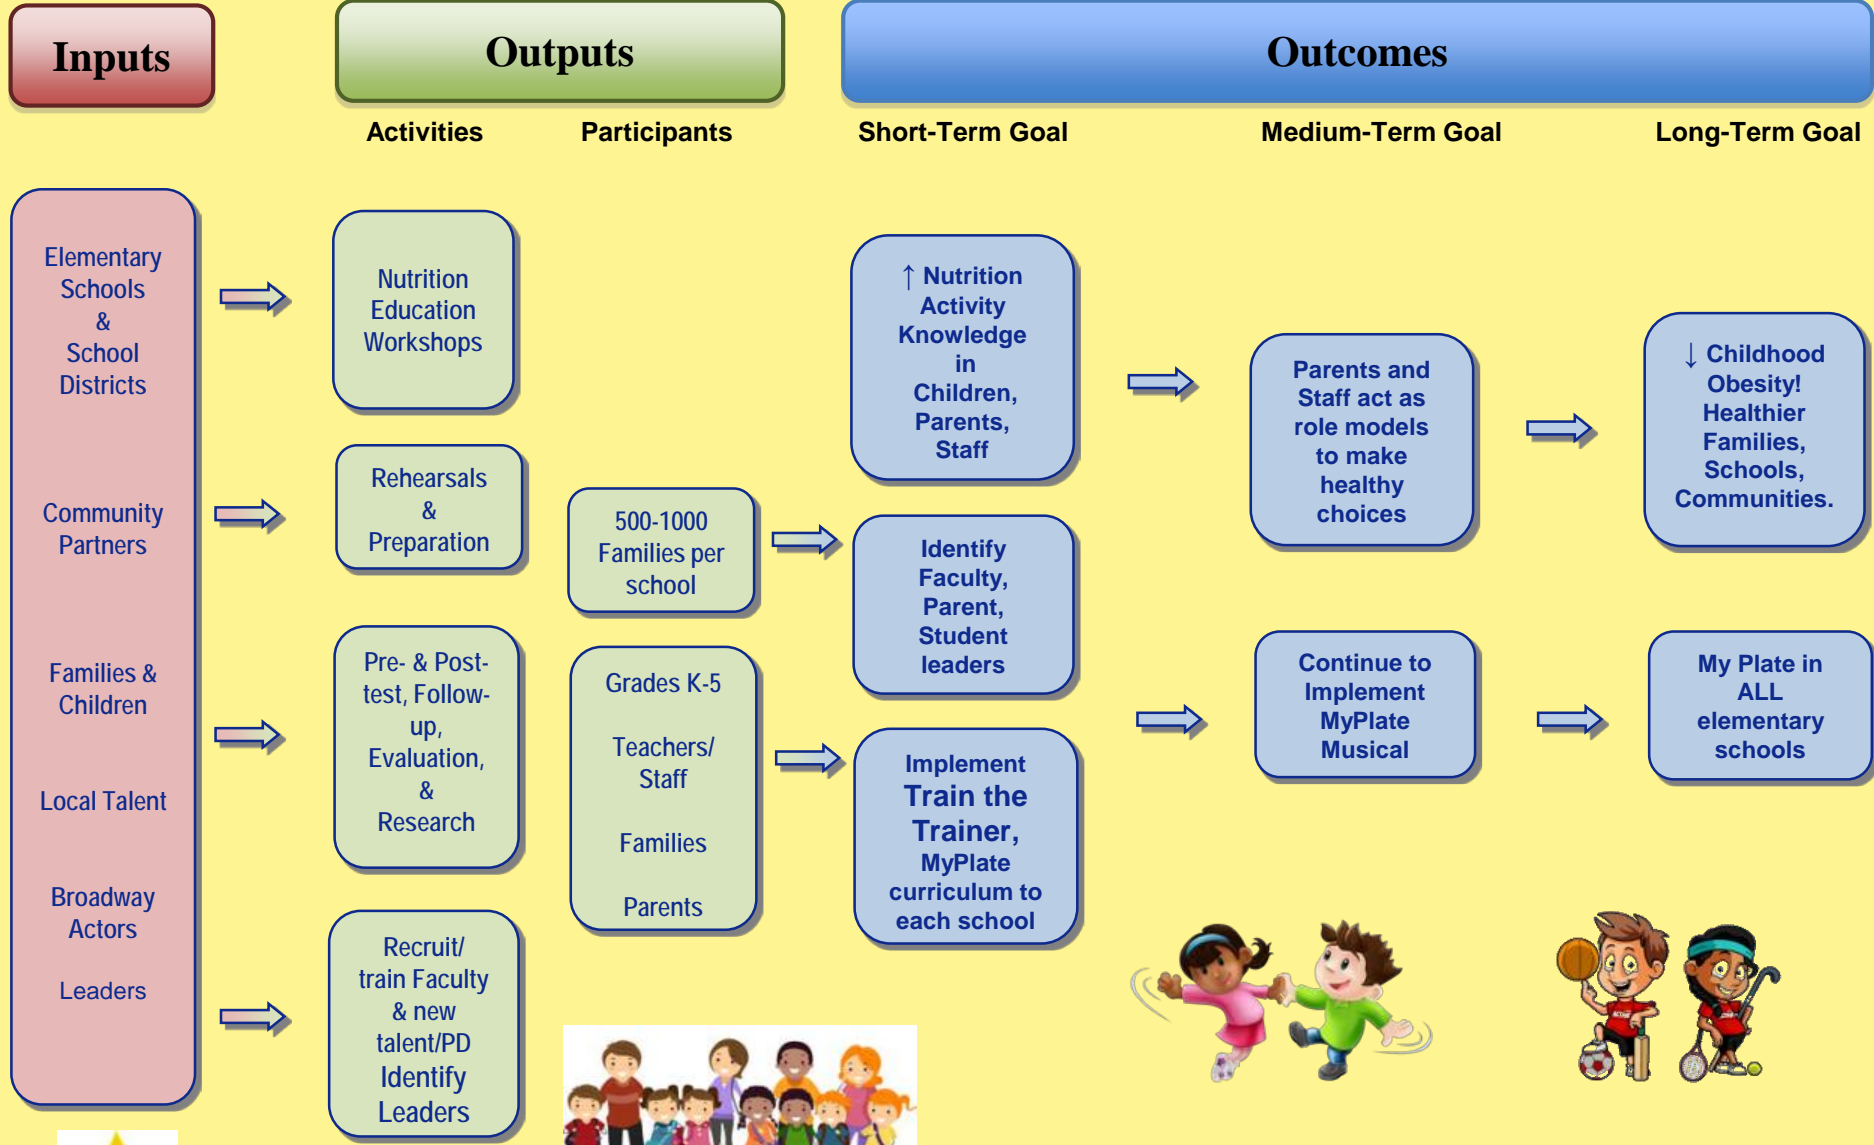 Inputs
Outputs
Outcomes
Activities
Participants
Short-Term Goal
Medium-Term Goal
Long-Term Goal
Elementary
Schools
&
School
Districts
Community
Partners
Families &
Children
Local Talent
Broadway
Actors
Leaders
Nutrition
Education
Workshops
Rehearsals
&
Preparation
Pre- & Post-
test, Follow-
up,
Evaluation,
&
Research
Recruit/
train Faculty
& new
talent/PD
Identify
Leaders
500-1000
Families per
school
Grades K-5
Teachers/
Staff
Families
Parents
↑ Nutrition
Activity
Knowledge
in
Children,
Parents,
Staff
Identify
Faculty,
Parent,
Student
leaders
Implement
Train the
Trainer,
MyPlate
curriculum to
each school
Parents and
Staff act as
role models
to make
healthy
choices
Continue to
Implement
MyPlate
Musical
↓ Childhood
Obesity!
Healthier
Families,
Schools,
Communities.
My Plate in
ALL
elementary
schools